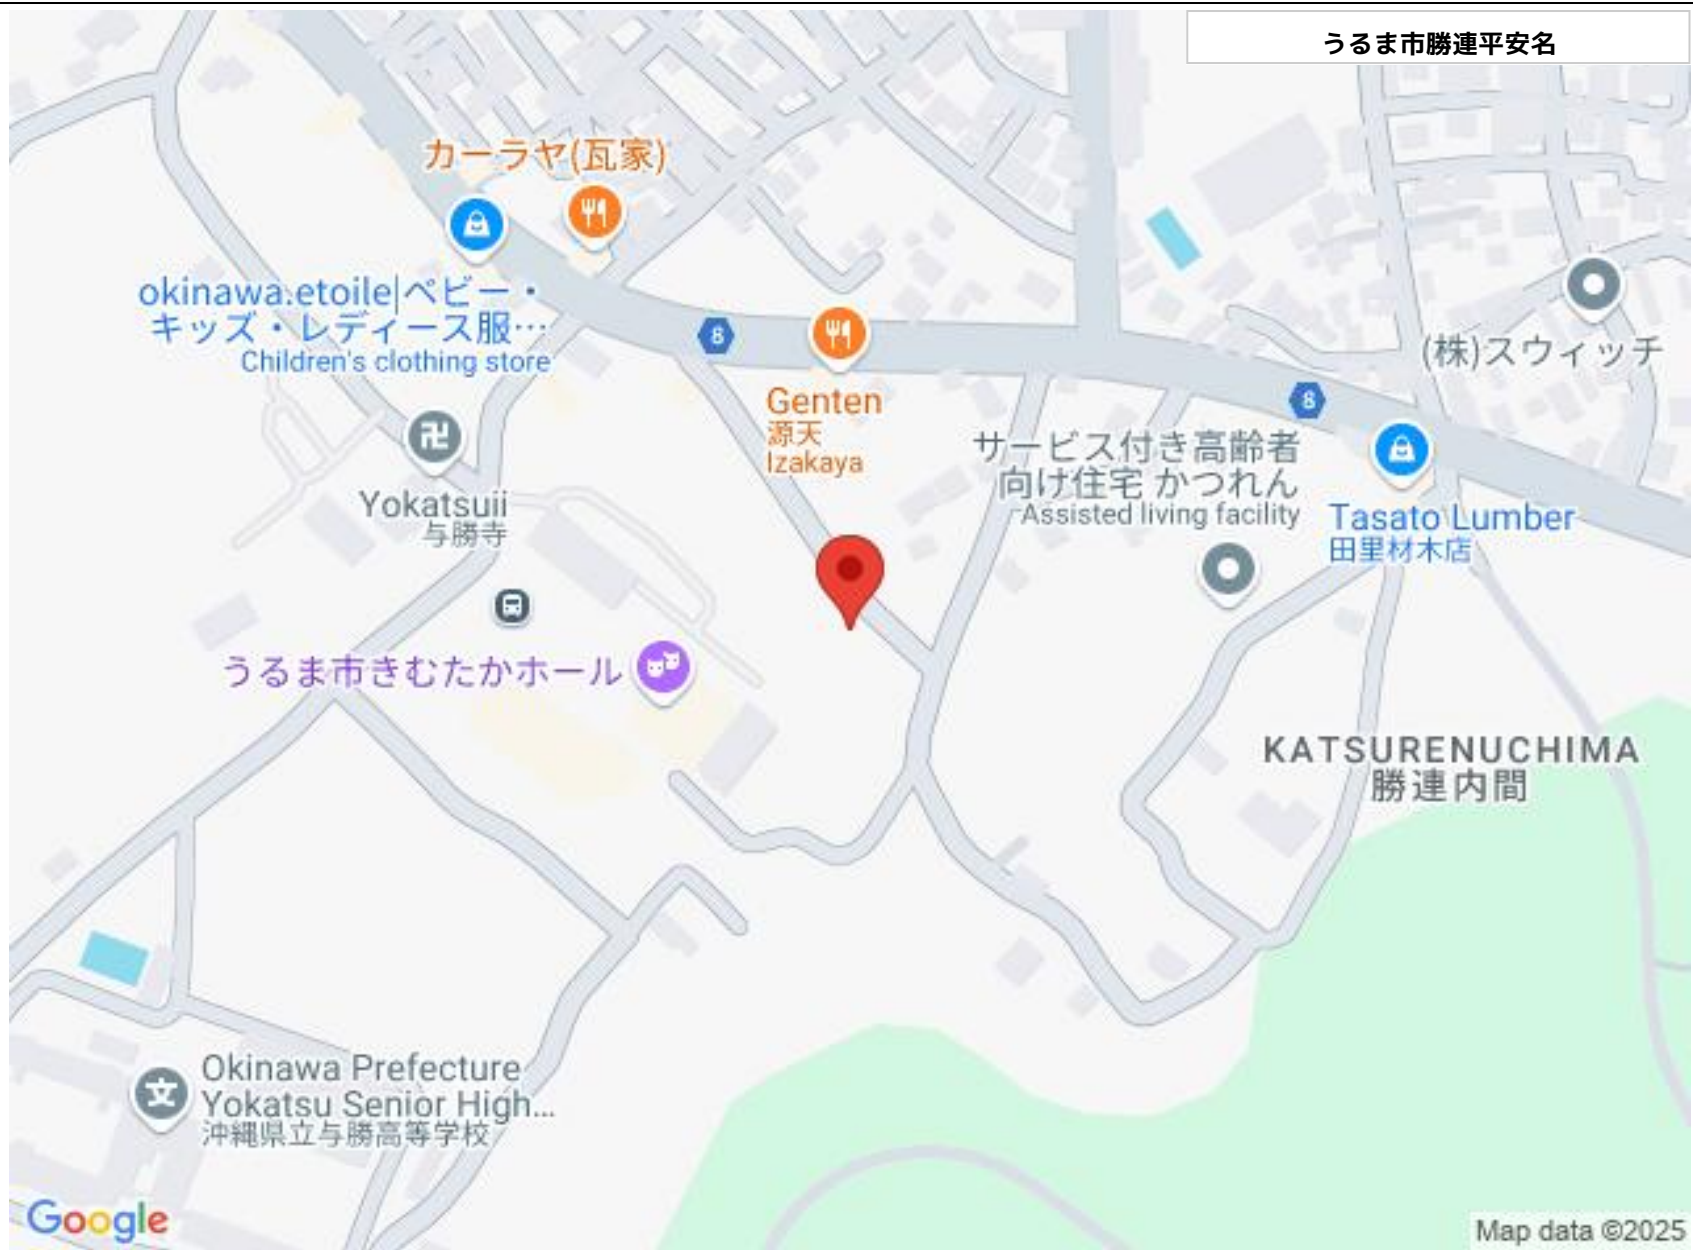 うるま市勝連平安名
カーラヤ(瓦家)
okinawa.etoile|ベビー・
キッズ・レディース服…
Children's clothing store
8
Genten
源天
Izakaya
8
(株)スウィッチ
サービス付き高齢者
向け住宅 かつれん
Assisted living facility
Tasato Lumber
田里材木店
卍
Yokatsuji
与勝寺
うるま市きむたかホール
KATSURENUCHIMA
勝連内間
文
Okinawa Prefecture
Yokatsu Senior High...
沖縄県立与勝高等学校
Google
Map data ©2025